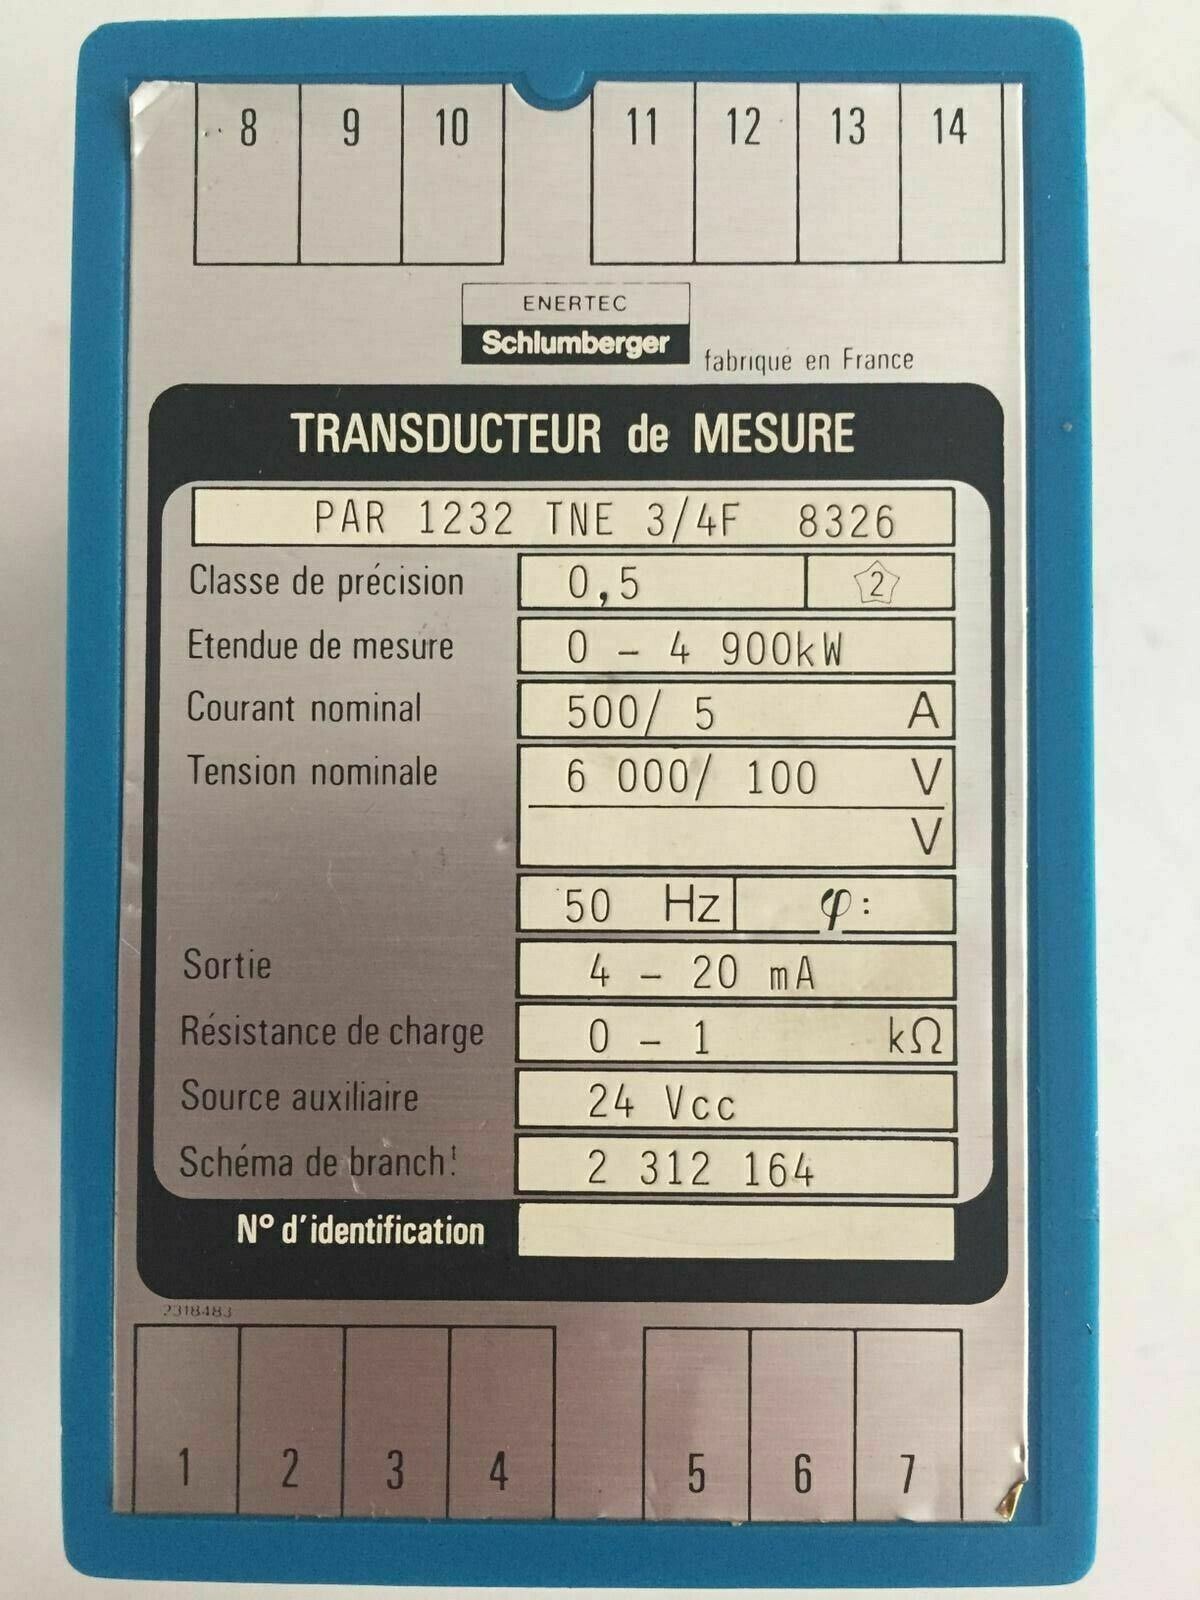 8 9 10 11 12 13 14
ENERTEC
Schlumberger
fabriqué en France
TRANSDUCTEUR de MESURE
PAR 1232 TNE 3/4F 8326
Classe de précision 0,5 2
Etendue de mesure 0 - 4 900kW
Courant nominal 500/ 5 A
Tension nominale 6 000/ 100 V
V
50 Hz φ:
Sortie 4 - 20 mA
Résistance de charge 0 - 1 kΩ
Source auxiliaire 24 Vcc
Schéma de branch! 2 312 164
N° d'identification
2318483
1 2 3 4 5 6 7